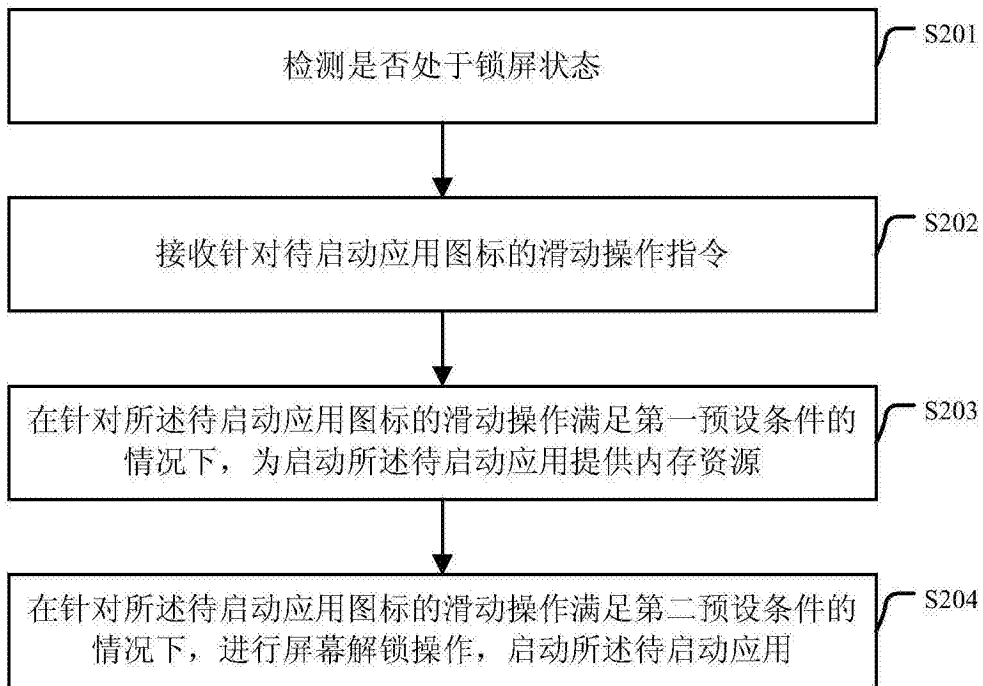 检测是否处于锁屏状态
S201
接收针对待启动应用图标的滑动操作指令
S202
在针对所述待启动应用图标的滑动操作满足第一预设条件的
情况下，为启动所述待启动应用提供内存资源
S203
在针对所述待启动应用图标的滑动操作满足第二预设条件的
情况下，进行屏幕解锁操作，启动所述待启动应用
S204